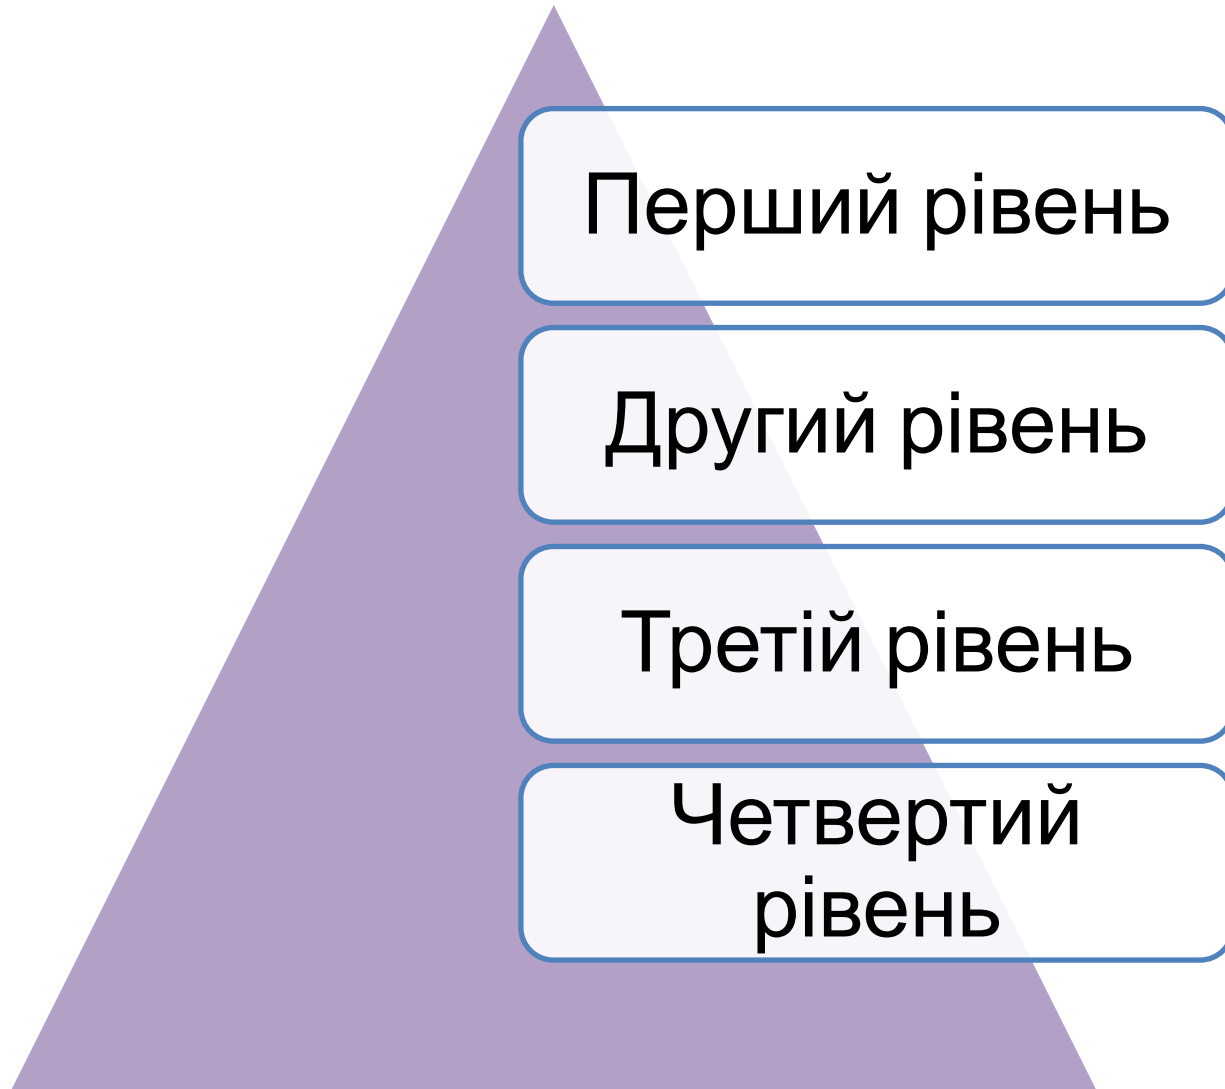 Перший рівень
Другий рівень
Третій рівень
Четвертий
рівень